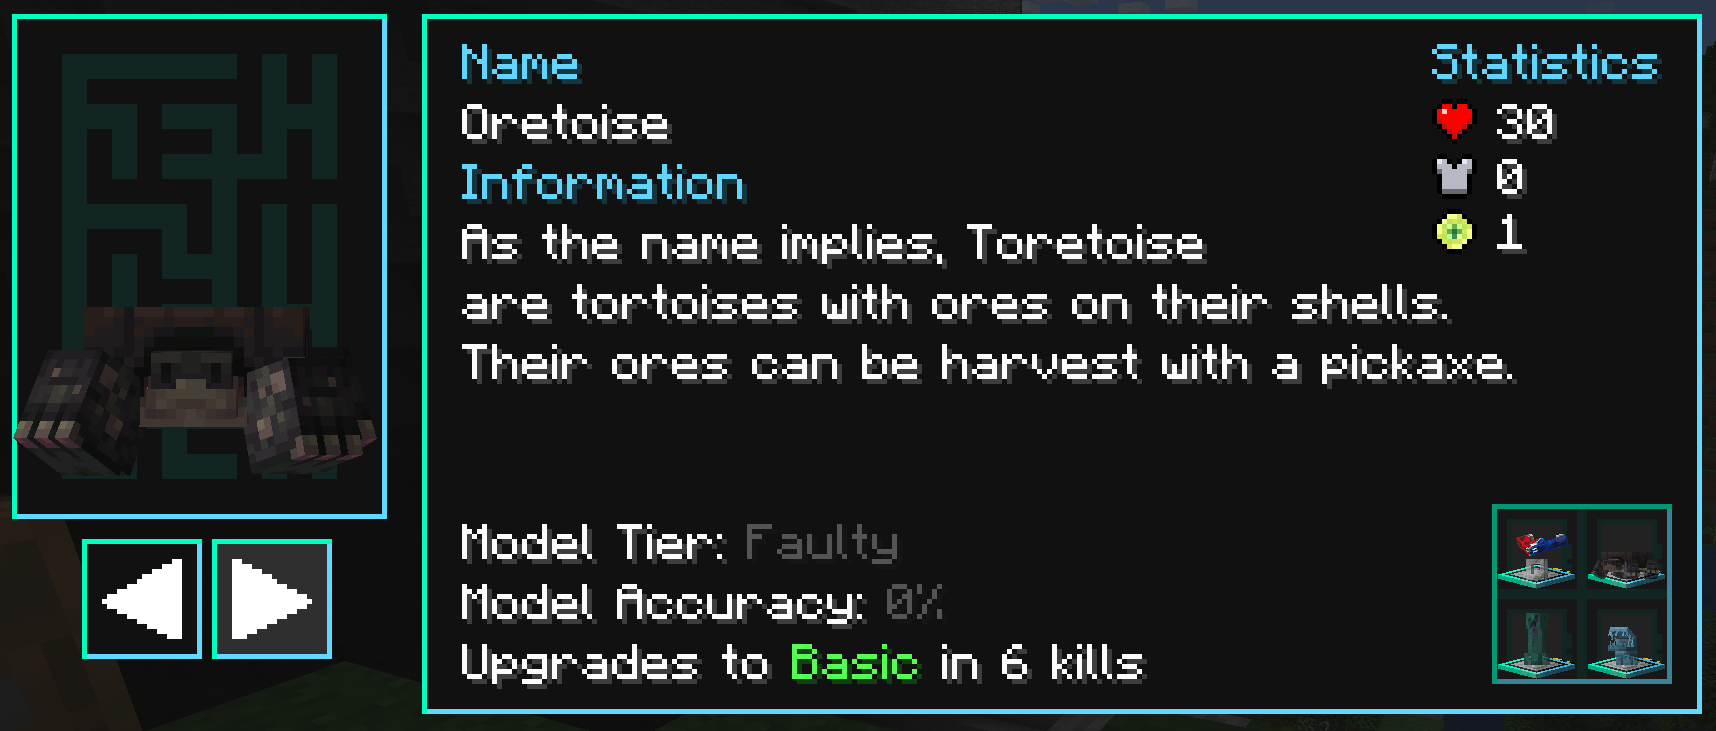 Name
Oretoise
Information
As the name implies, Toretoise
are tortoises with ores on their shells.
Their ores can be harvest with a pickaxe.
Statistics
30
0
1
Model Tier: Faulty
Model Accuracy: 0%
Upgrades to Basic in 6 kills